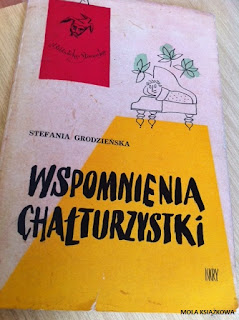 STEFANIA GRODZIEŃSKA
WSPOMNIENIA
CHAŁTURZYSTKI
ISKRY
MOLA KSIĄŻKOWA